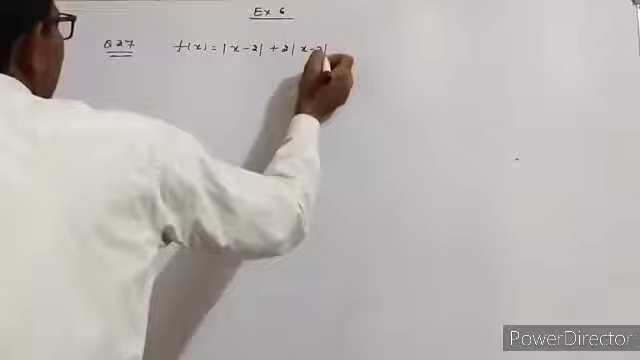 Ex 6
Q 27 f(x) = |x-2| + 2|x-3|
PowerDirector